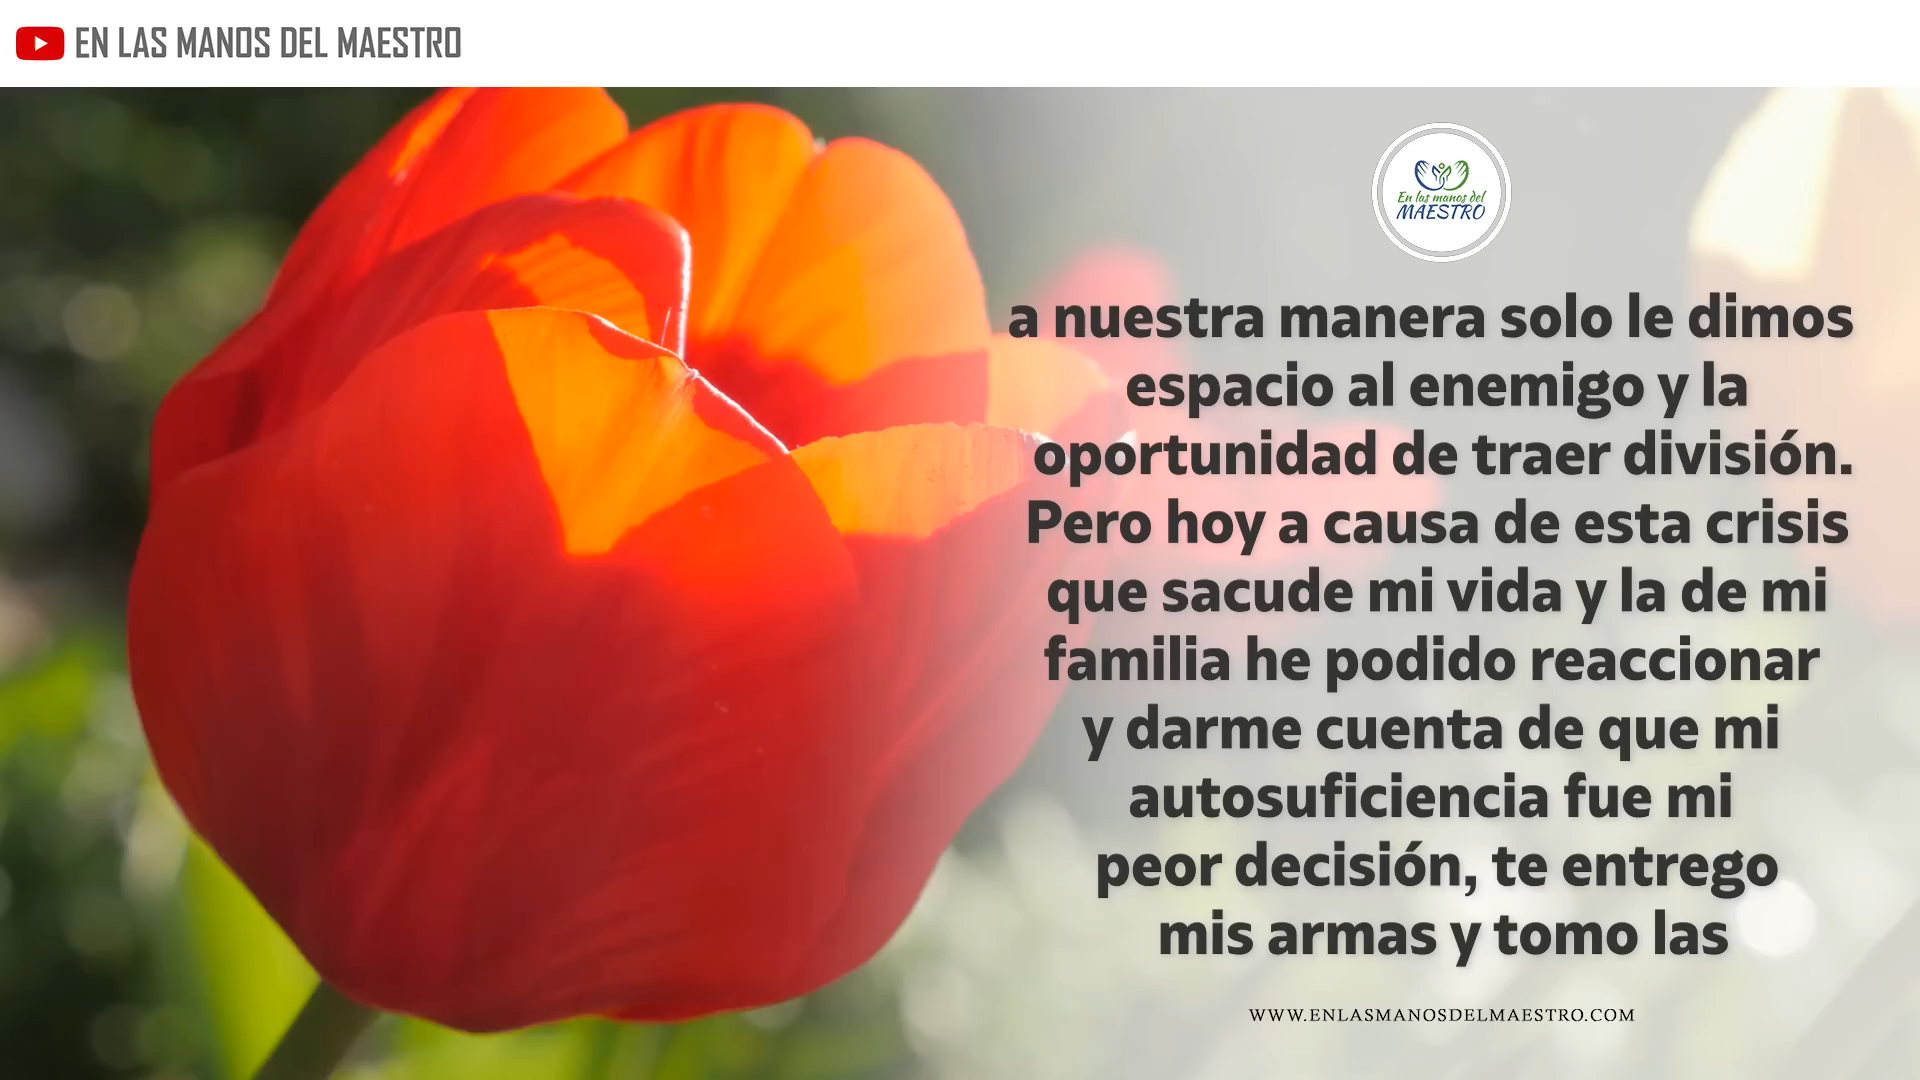 EN LAS MANOS DEL MAESTRO
En las manos del
MAESTRO
a nuestra manera solo le dimos
espacio al enemigo y la
oportunidad de traer división.
Pero hoy a causa de esta crisis
que sacude mi vida y la de mi
familia he podido reaccionar
y darme cuenta de que mi
autosuficiencia fue mi
peor decisión, te entrego
mis armas y tomo las
WWW.ENLASMANOSDELMAESTRO.COM